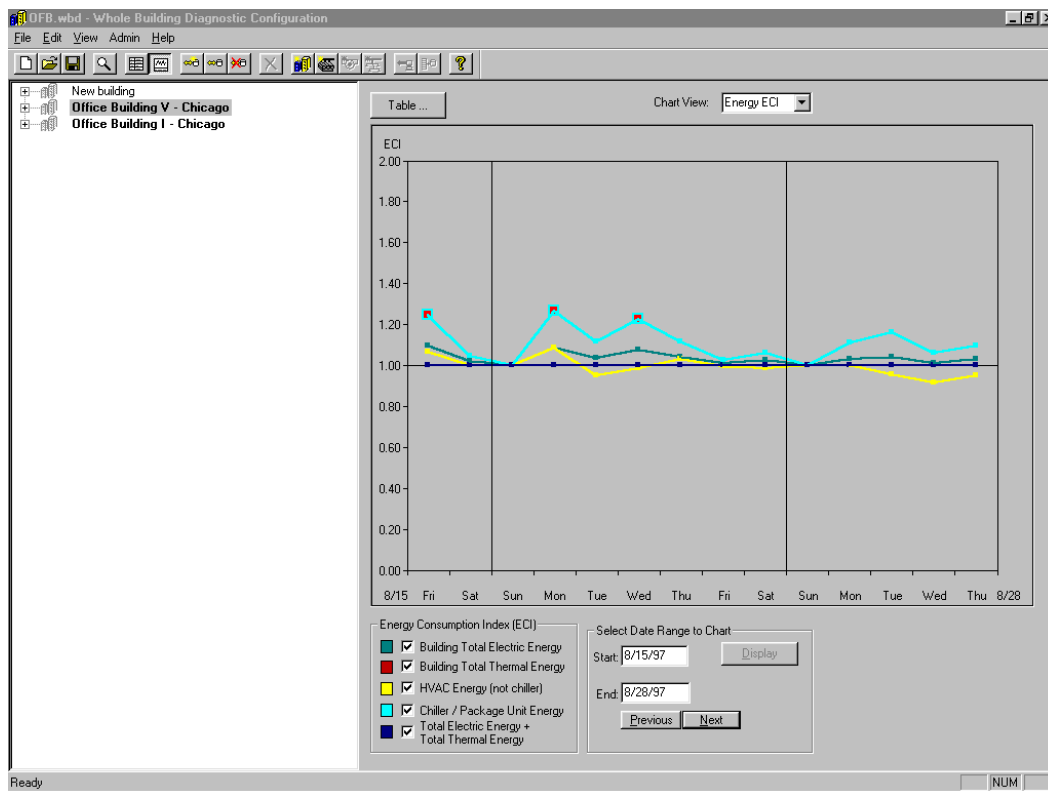 OFB.wbd - Whole Building Diagnostic Configuration
File Edit View Admin Help
New building
Office Building V - Chicago
Office Building I - Chicago
Table ...
Chart View: Energy ECI
ECI
2.00
1.80
1.60
1.40
1.20
1.00
0.80
0.60
0.40
0.20
0.00
8/15 Fri Sat Sun Mon Tue Wed Thu Fri Sat Sun Mon Tue Wed Thu 8/28
Energy Consumption Index (ECI)
Building Total Electric Energy
Building Total Thermal Energy
HVAC Energy (not chiller)
Chiller / Package Unit Energy
Total Electric Energy +
Total Thermal Energy
Select Date Range to Chart
Start: 8/15/97 Display
End: 8/28/97
Previous Next
Ready NUM